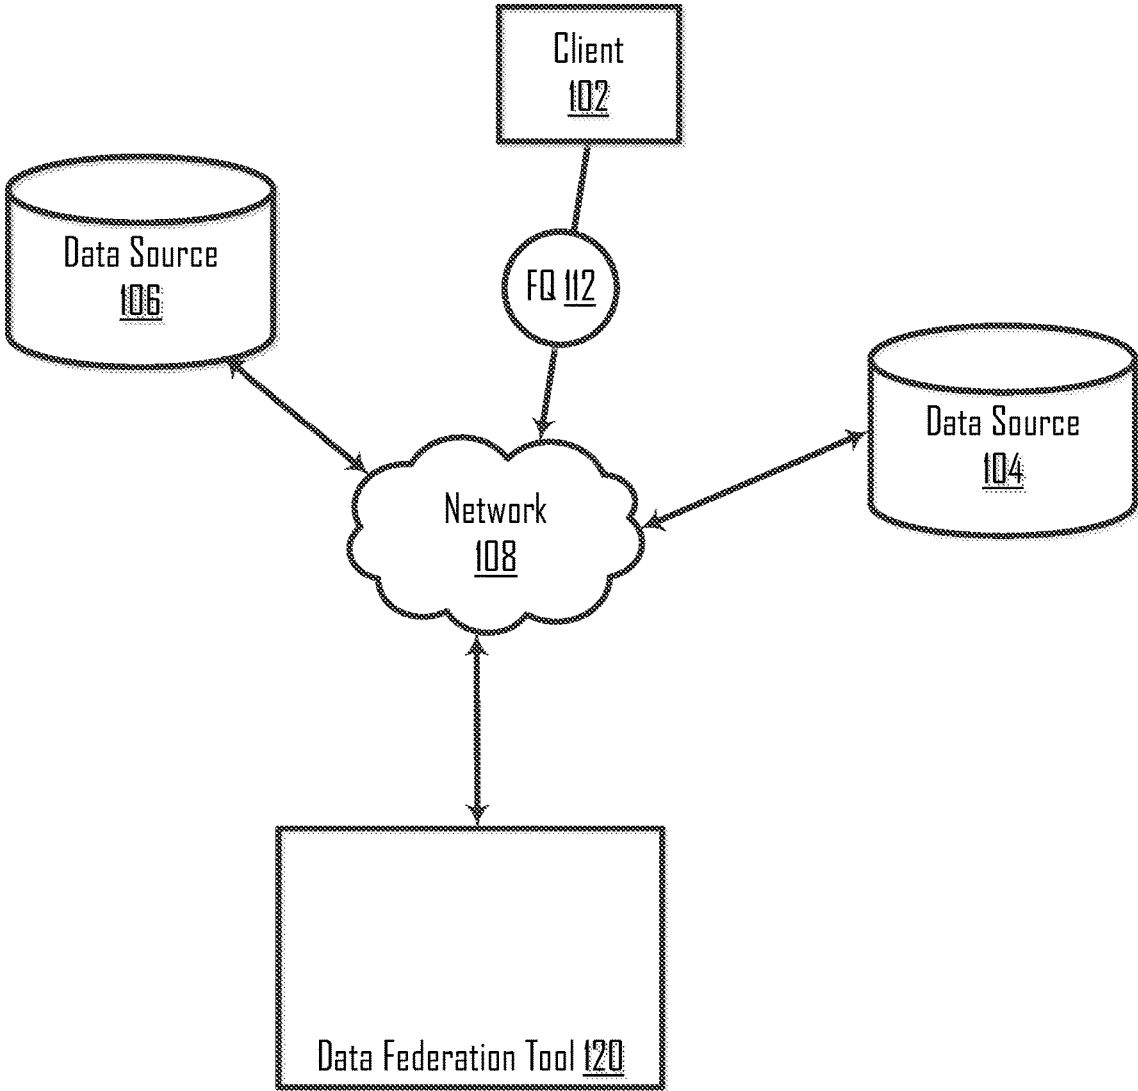 Client
102
Data Source
106
FQ 112
Data Source
104
Network
108
Data Federation Tool 120